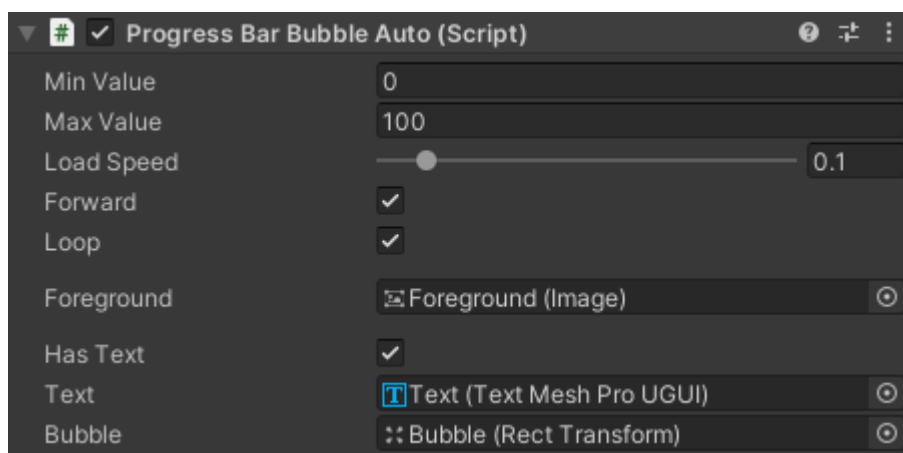 # Progress Bar Bubble Auto (Script)
Min Value 0
Max Value 100
Load Speed 0.1
Forward
Loop
Foreground Foreground (Image)
Has Text
Text T Text (Text Mesh Pro UGUI)
Bubble Bubble (Rect Transform)